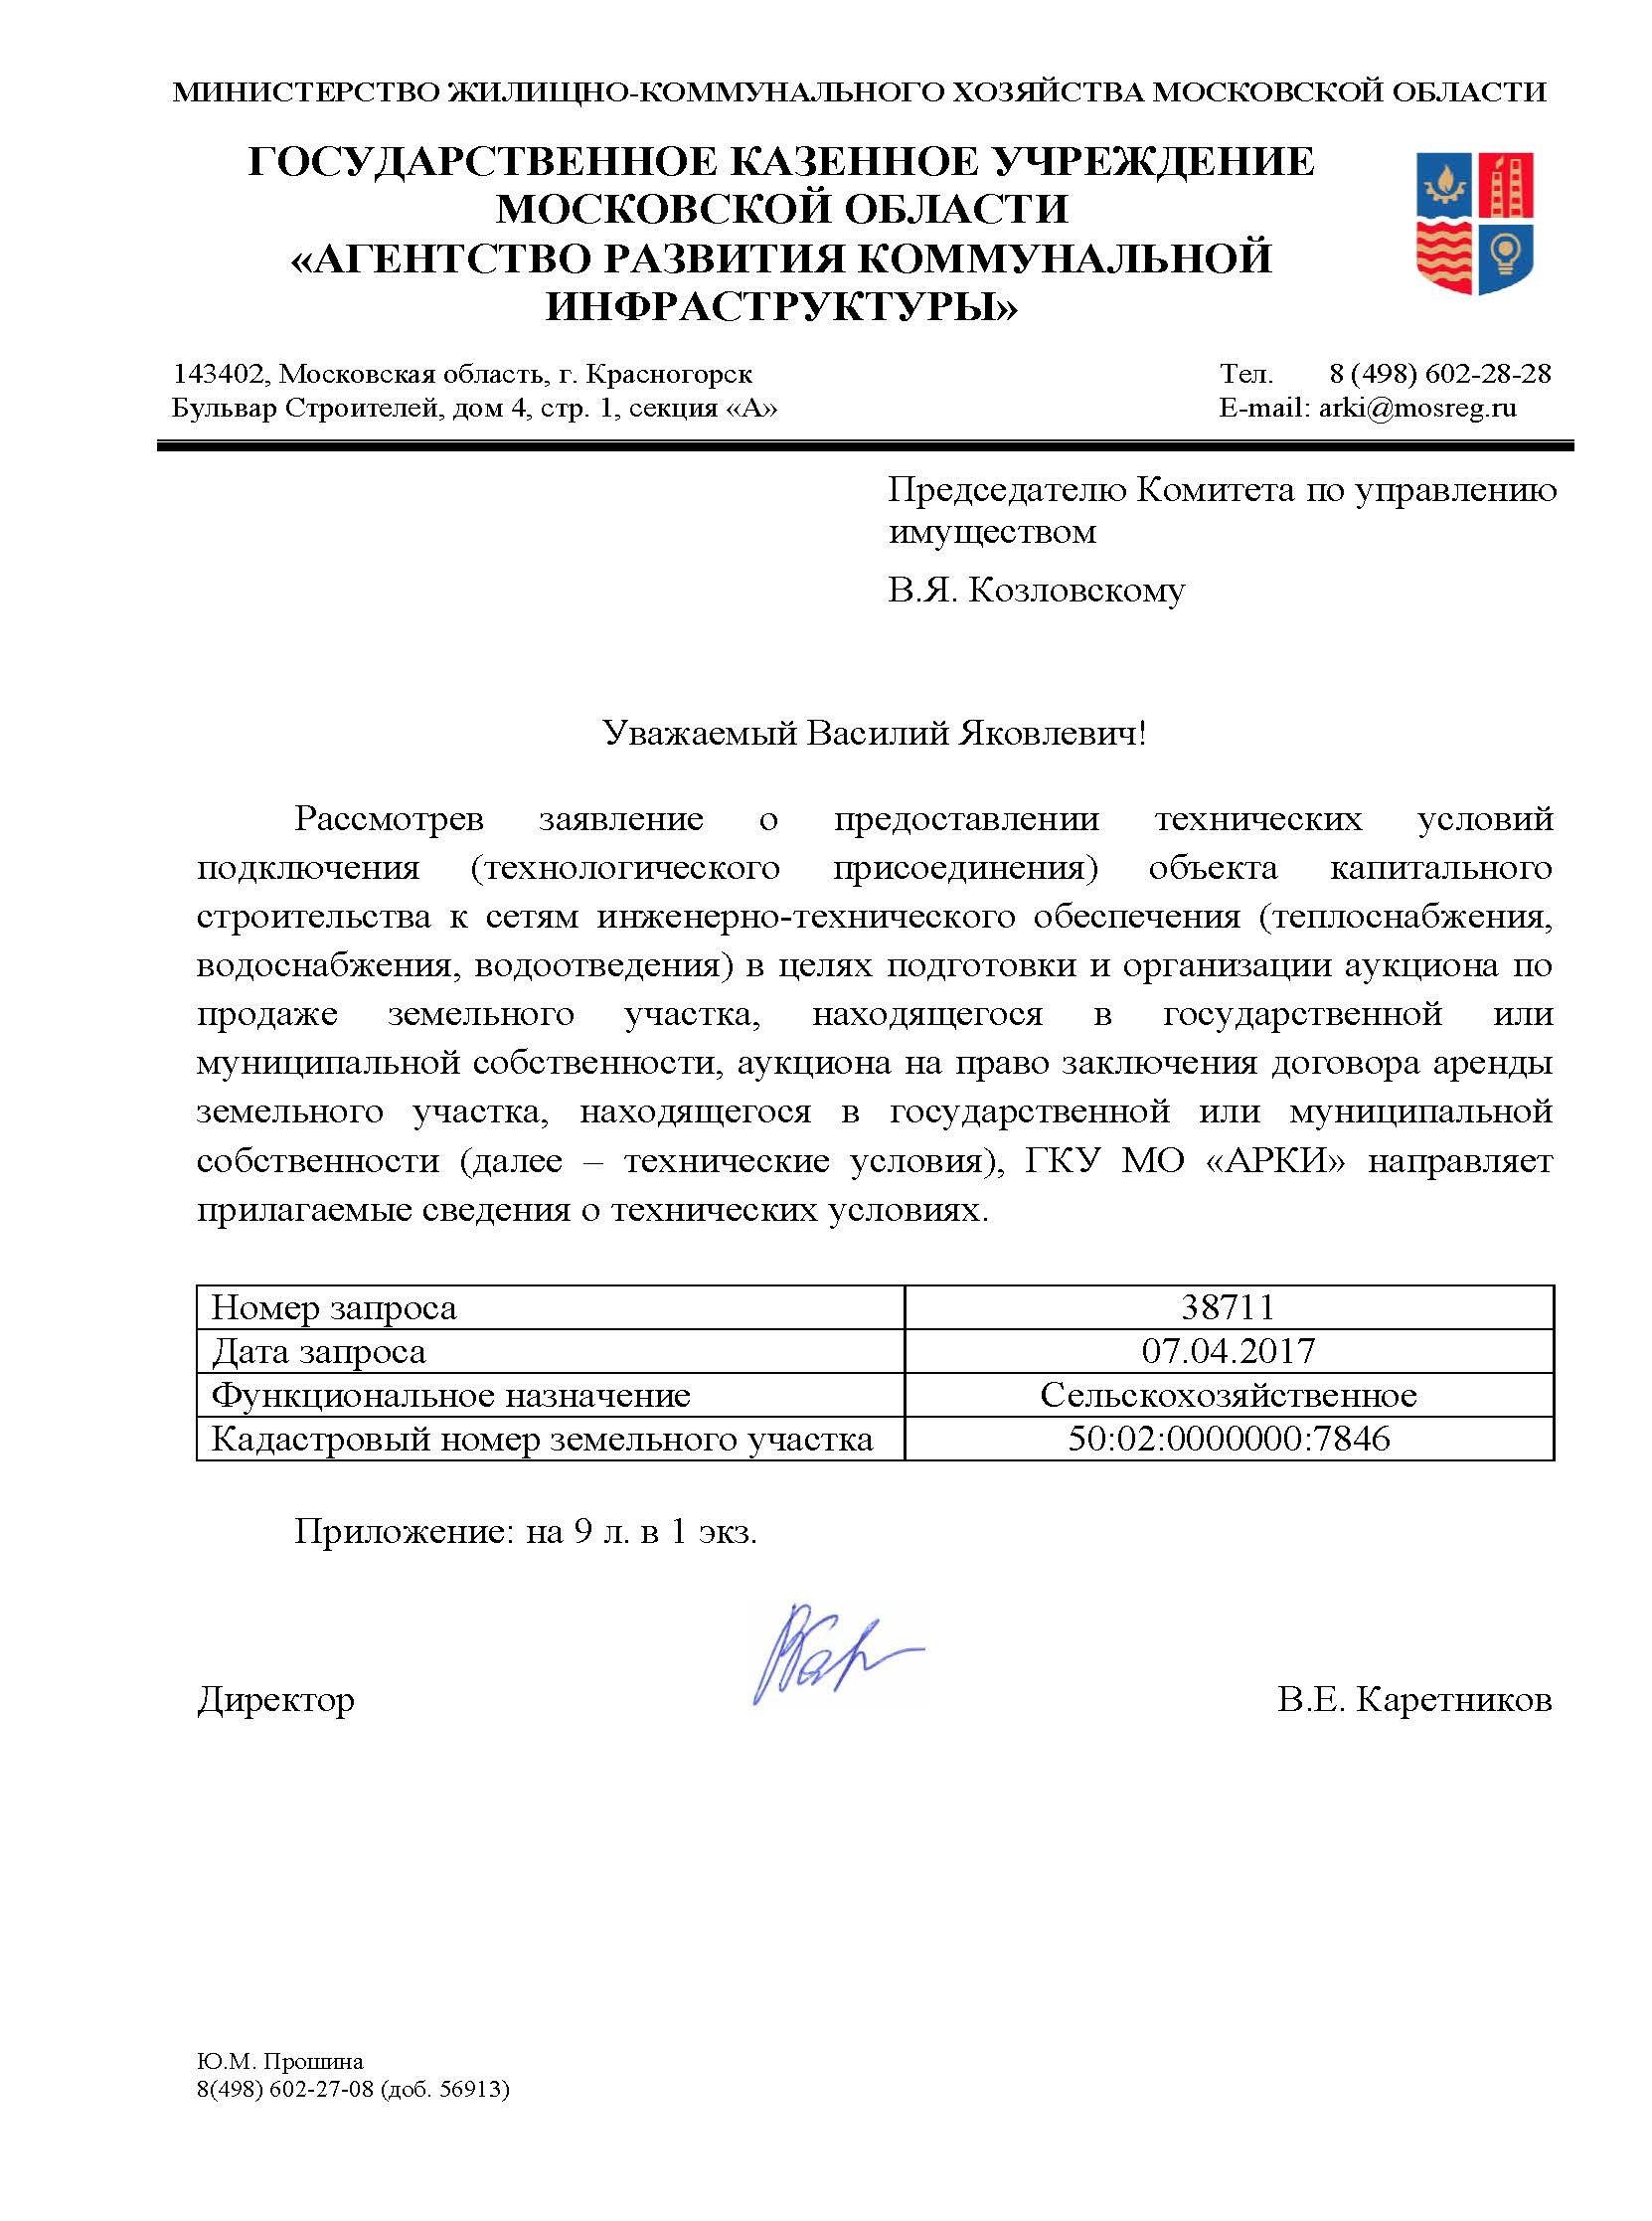 МИНИСТЕРСТВО ЖИЛИЩНО-КОММУНАЛЬНОГО ХОЗЯЙСТВА МОСКОВСКОЙ ОБЛАСТИ
ГОСУДАРСТВЕННОЕ КАЗЕННОЕ УЧРЕЖДЕНИЕ
МОСКОВСКОЙ ОБЛАСТИ
«АГЕНТСТВО РАЗВИТИЯ КОММУНАЛЬНОЙ
ИНФРАСТРУКТУРЫ»
143402, Московская область, г. Красногорск
Бульвар Строителей, дом 4, стр. 1, секция «А»
Тел. 8 (498) 602-28-28
E-mail: arki@mosreg.ru
Председателю Комитета по управлению
имуществом
В.Я. Козловскому
Уважаемый Василий Яковлевич!
Рассмотрев заявление о предоставлении технических условий
подключения (технологического присоединения) объекта капитального
строительства к сетям инженерно-технического обеспечения (теплоснабжения,
водоснабжения, водоотведения) в целях подготовки и организации аукциона по
продаже земельного участка, находящегося в государственной или
муниципальной собственности, аукциона на право заключения договора аренды
земельного участка, находящегося в государственной или муниципальной
собственности (далее – технические условия), ГКУ МО «АРКИ» направляет
прилагаемые сведения о технических условиях.
Номер запроса 38711
Дата запроса 07.04.2017
Функциональное назначение Сельскохозяйственное
Кадастровый номер земельного участка 50:02:0000000:7846
Приложение: на 9 л. в 1 экз.
Директор В.Е. Каретников
Ю.М. Прошина
8(498) 602-27-08 (доб. 56913)